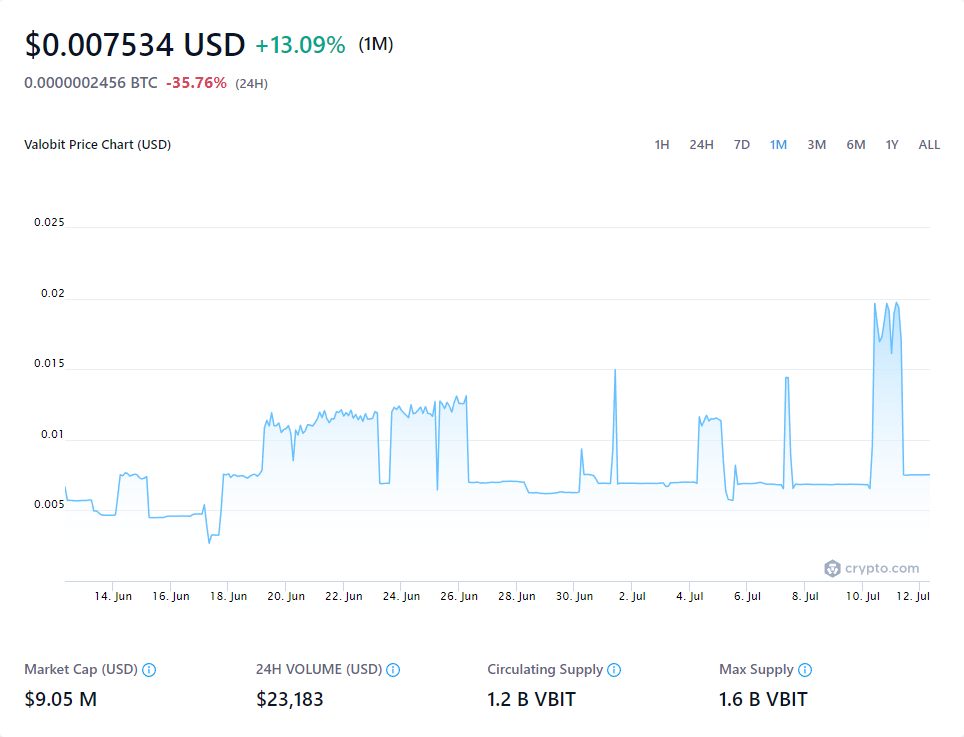 $0.007534 USD +13.09% (1M)
0.0000002456 BTC -35.76% (24H)
Valobit Price Chart (USD) 1H 24H 7D 1M 3M 6M 1Y ALL
0.025
0.02
0.015
0.01
0.005
crypto.com
14. Jun 16. Jun 18. Jun 20. Jun 22. Jun 24. Jun 26. Jun 28. Jun 30. Jun 2. Jul 4. Jul 6. Jul 8. Jul 10. Jul 12. Jul
Market Cap (USD) 24H VOLUME (USD) Circulating Supply Max Supply
$9.05 M $23,183 1.2 B VBIT 1.6 B VBIT